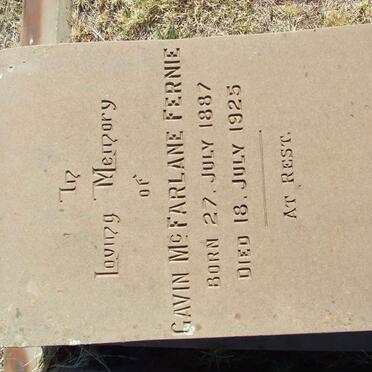 In
Loving Memory
of
GAVIN McFARLANE FERNIE
BORN 27. JULY 1887
DIED 18. JULY 1925
AT REST.